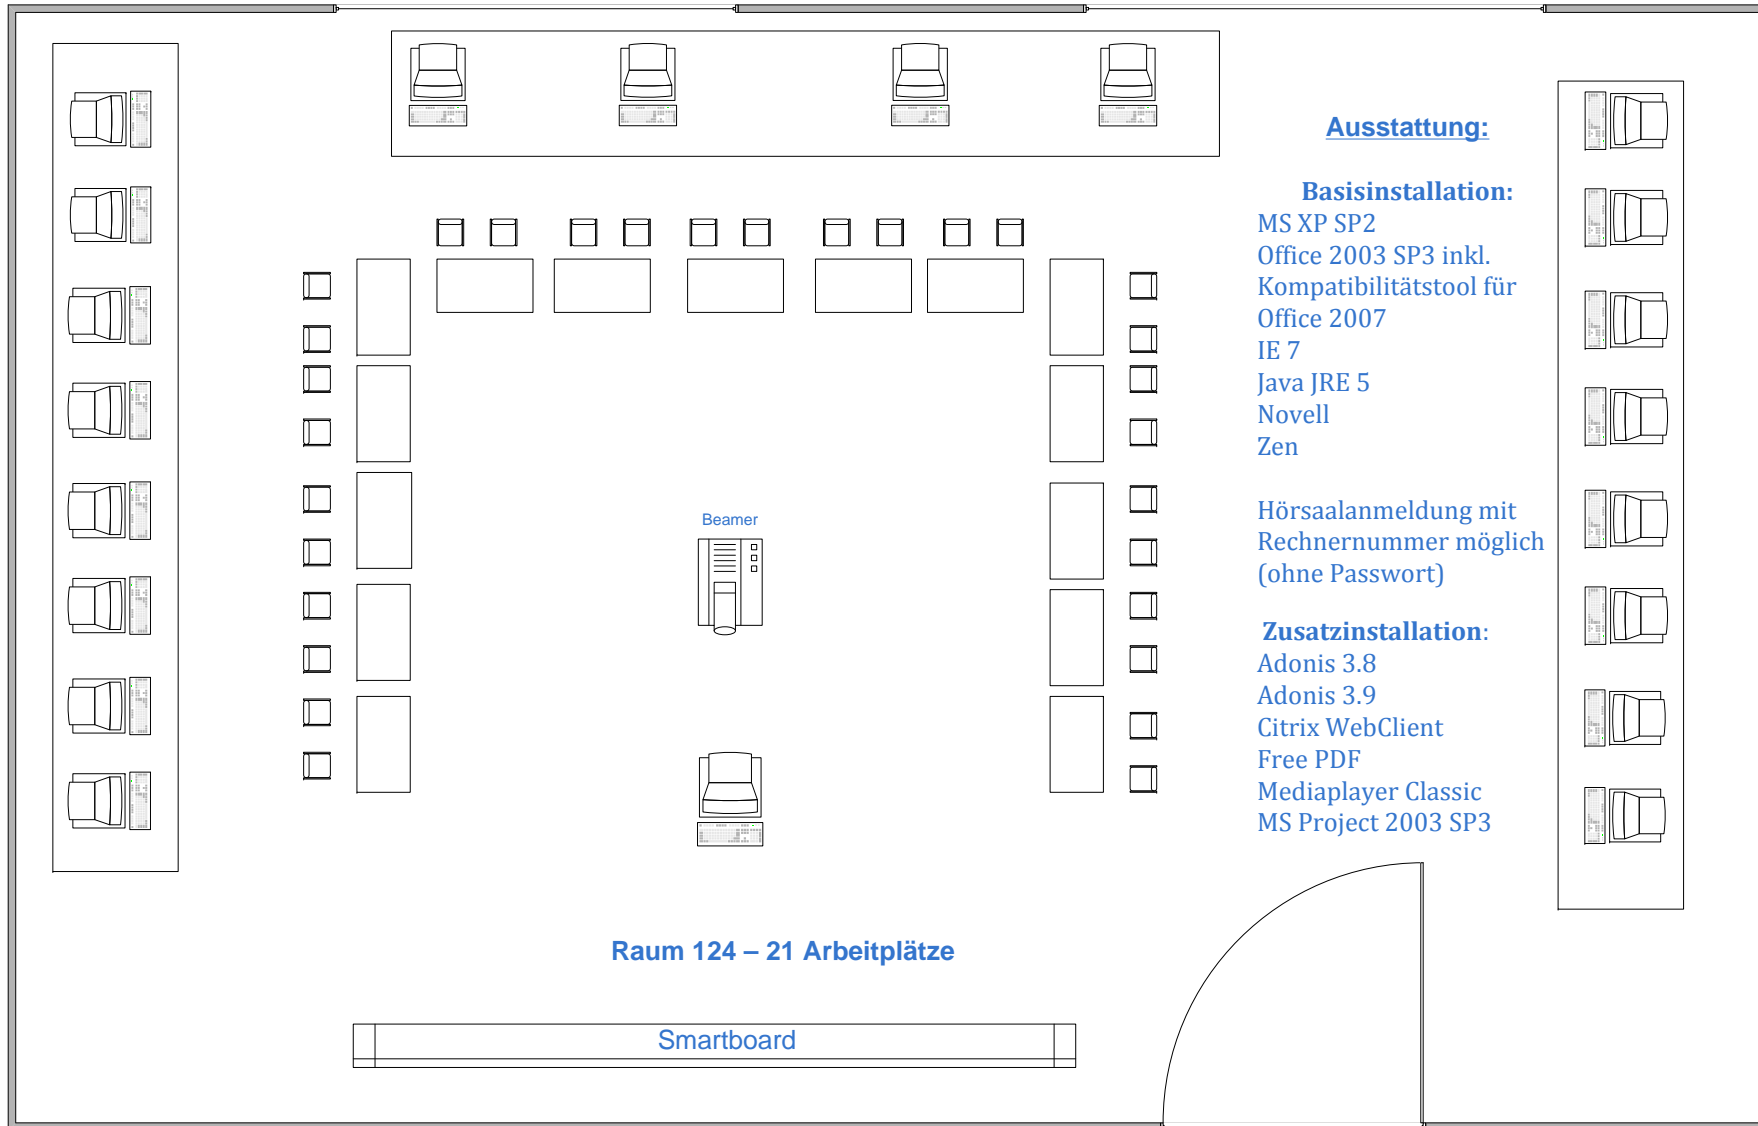 Ausstattung:
Basisinstallation:
MS XP SP2
Office 2003 SP3 inkl.
Kompatibilitätstool für
Office 2007
IE 7
Java JRE 5
Novell
Zen
Hörsaalanmeldung mit
Rechnernummer möglich
(ohne Passwort)
Zusatzinstallation:
Adonis 3.8
Adonis 3.9
Citrix WebClient
Free PDF
Mediaplayer Classic
MS Project 2003 SP3
Beamer
Raum 124 – 21 Arbeitplätze
Smartboard